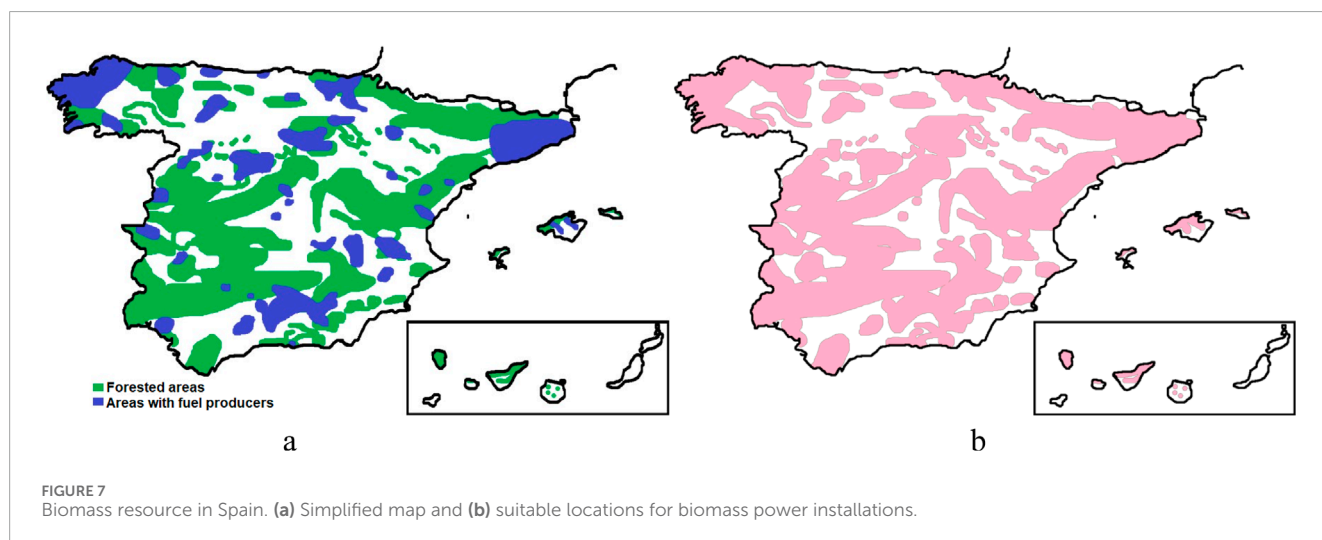 Forested areas
Areas with fuel producers
a
b
FIGURE 7
Biomass resource in Spain. (a) Simplified map and (b) suitable locations for biomass power installations.